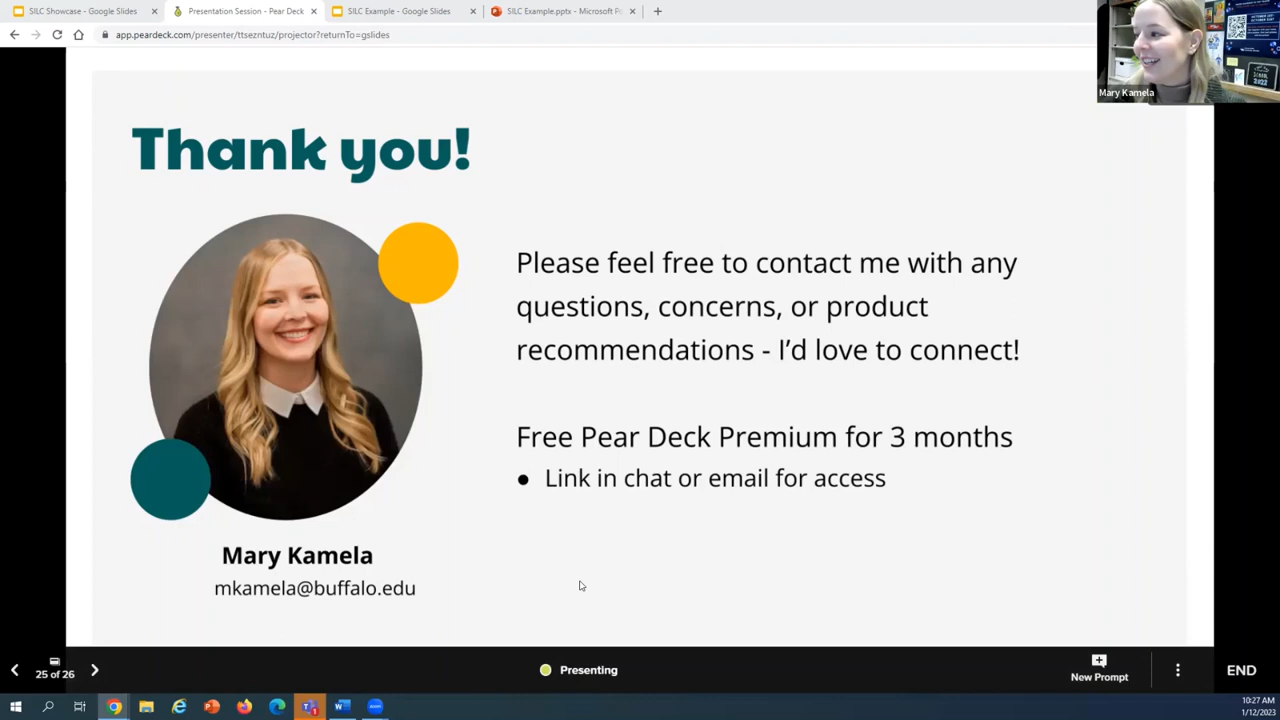 SILC Showcase - Google Slides
Presentation Session - Pear Deck
SILC Example - Google Slides
SILC Example.pptx - Microsoft Po
app.peardeck.com/presenter/ttsezntuz/projector?returnTo=gslides
Mary Kamela
Thank you!
Please feel free to contact me with any
questions, concerns, or product
recommendations - I’d love to connect!
Free Pear Deck Premium for 3 months
● Link in chat or email for access
Mary Kamela
mkamela@buffalo.edu
25 of 26
Presenting
New Prompt
END
10:27 AM
1/12/2023